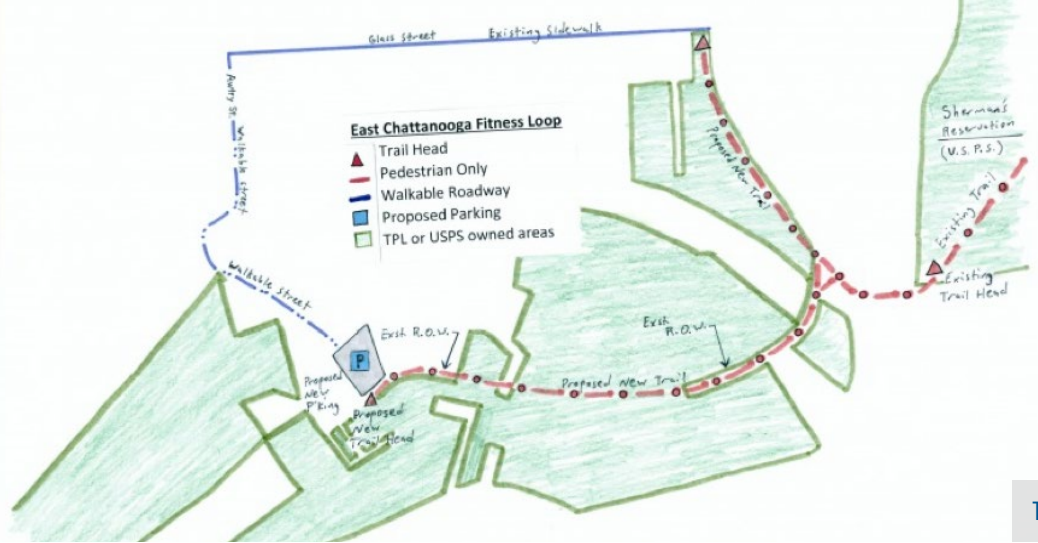 Glass Street Existing Sidewalk
Awtry St. Walkable street
East Chattanooga Fitness Loop
Trail Head
Pedestrian Only
Walkable Roadway
Proposed Parking
TPL or USPS owned areas
Proposed New Trail
Sherman's
Reservation
(U.S.P.S.)
Existing Trail
Existing
Trail Head
Walkable street
P
Exst. R.O.W.
Exst.
R.O.W.
Proposed New Trail
Proposed
New
P'King
Proposed
New
Trail Head